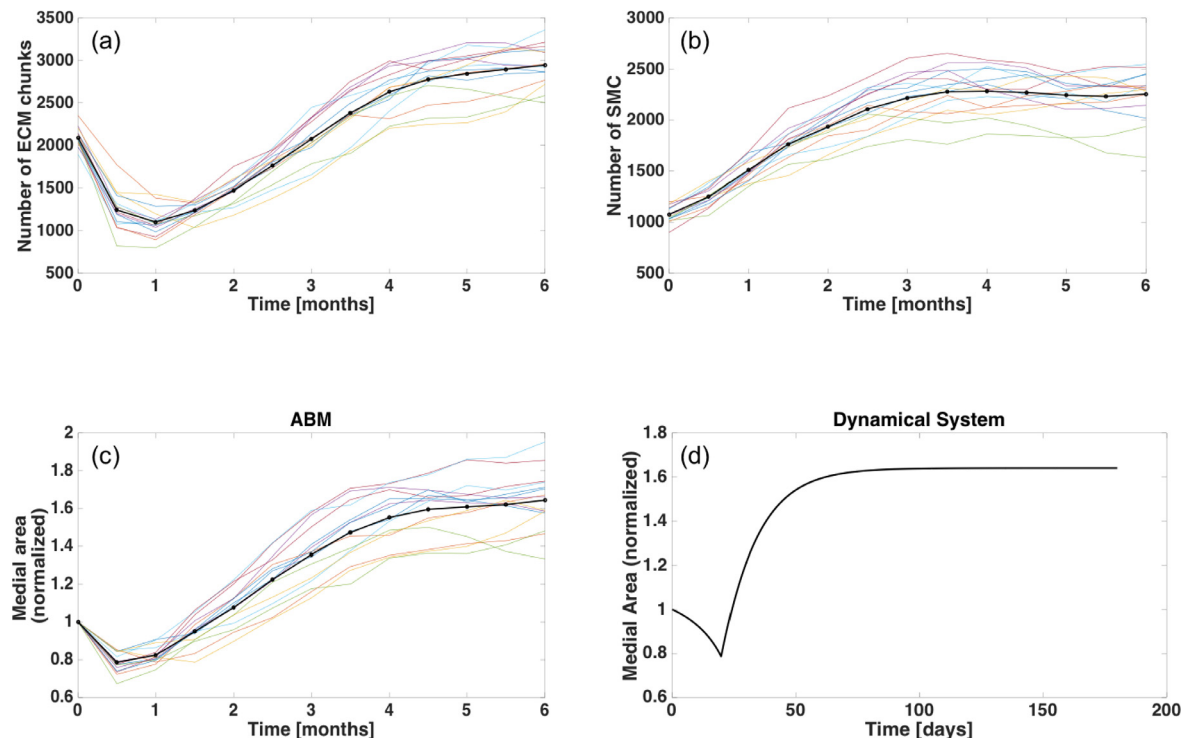 (a)
Number of ECM chunks
3500
3000
2500
2000
1500
1000
500
0 1 2 3 4 5 6
Time [months]
(b)
Number of SMC
3000
2500
2000
1500
1000
500
0 1 2 3 4 5 6
Time [months]
ABM
(c)
Medial area
(normalized)
2
1.8
1.6
1.4
1.2
1
0.8
0.6
0 1 2 3 4 5 6
Time [months]
Dynamical System
(d)
Medial Area (normalized)
1.8
1.6
1.4
1.2
1
0.8
0.6
0 50 100 150 200
Time [days]